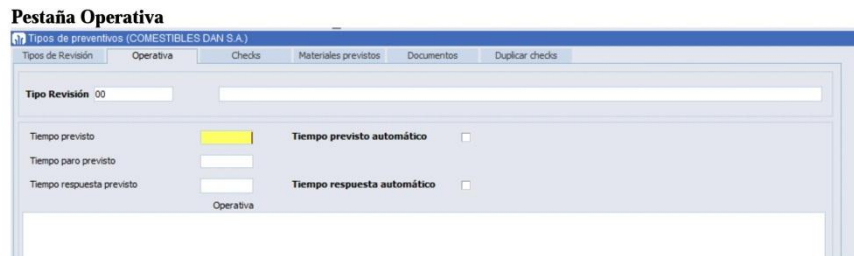 Pestaña Operativa
Tipos de preventivos (COMESTIBLES DAN S.A.)
Tipos de Revisión Operativa Checks Materiales previstos Documentos Duplicar checks
Tipo Revisión 00
Tiempo previsto Tiempo previsto automático
Tiempo paro previsto
Tiempo respuesta previsto Tiempo respuesta automático
Operativa